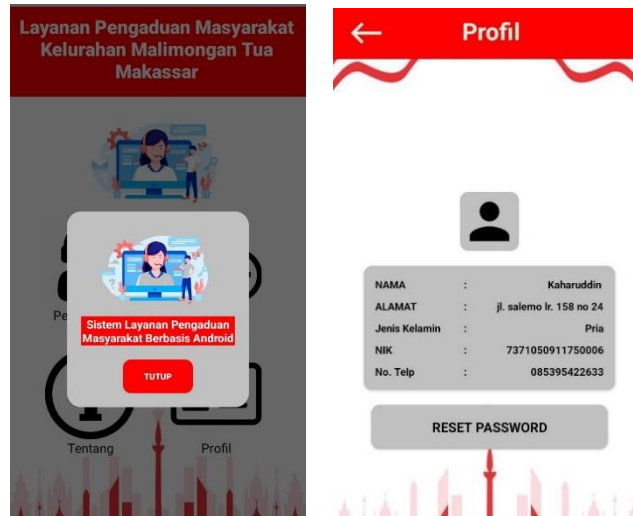 Layanan Pengaduan Masyarakat
Kelurahan Malimongan Tua
Makassar
Pe
Sistem Layanan Pengaduan
Masyarakat Berbasis Android
TUTUP
Tentang
Profil
Profil
NAMA : Kaharuddin
ALAMAT : jl. salemo lr. 158 no 24
Jenis Kelamin : Pria
NIK : 7371050911750006
No. Telp : 085395422633
RESET PASSWORD